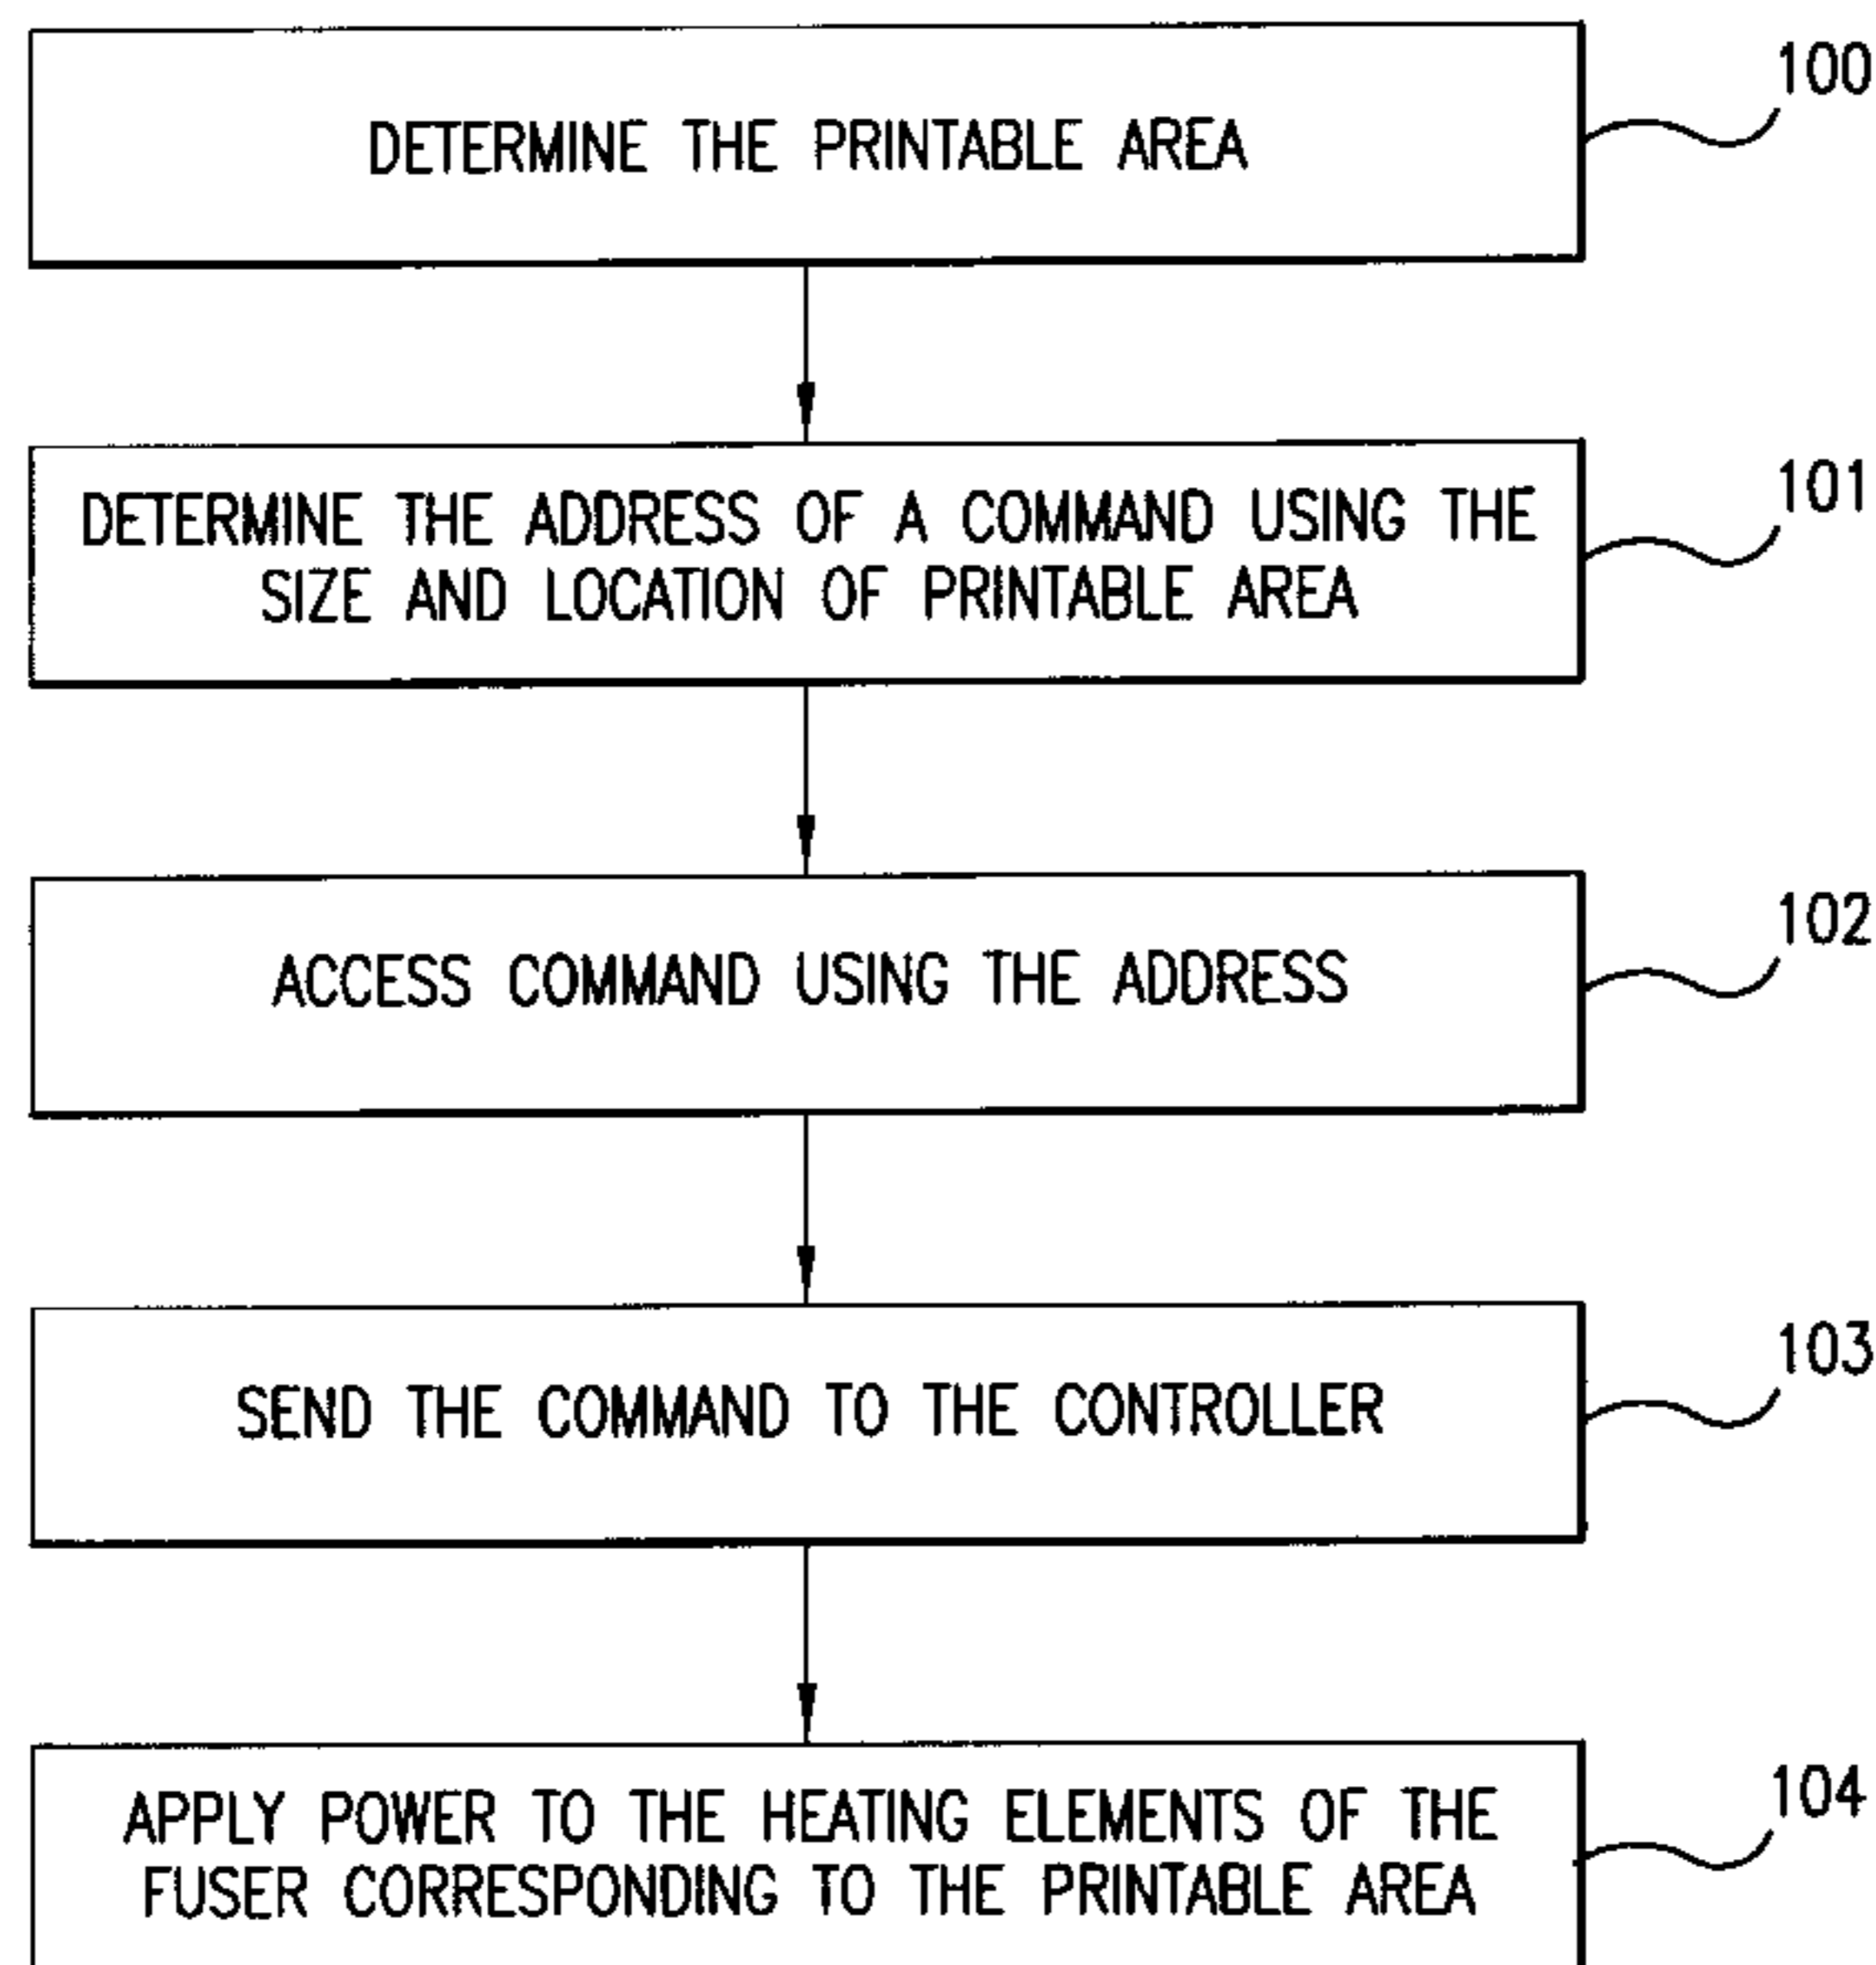 DETERMINE THE PRINTABLE AREA
100
DETERMINE THE ADDRESS OF A COMMAND USING THE
SIZE AND LOCATION OF PRINTABLE AREA
101
ACCESS COMMAND USING THE ADDRESS
102
SEND THE COMMAND TO THE CONTROLLER
103
APPLY POWER TO THE HEATING ELEMENTS OF THE
FUSER CORRESPONDING TO THE PRINTABLE AREA
104